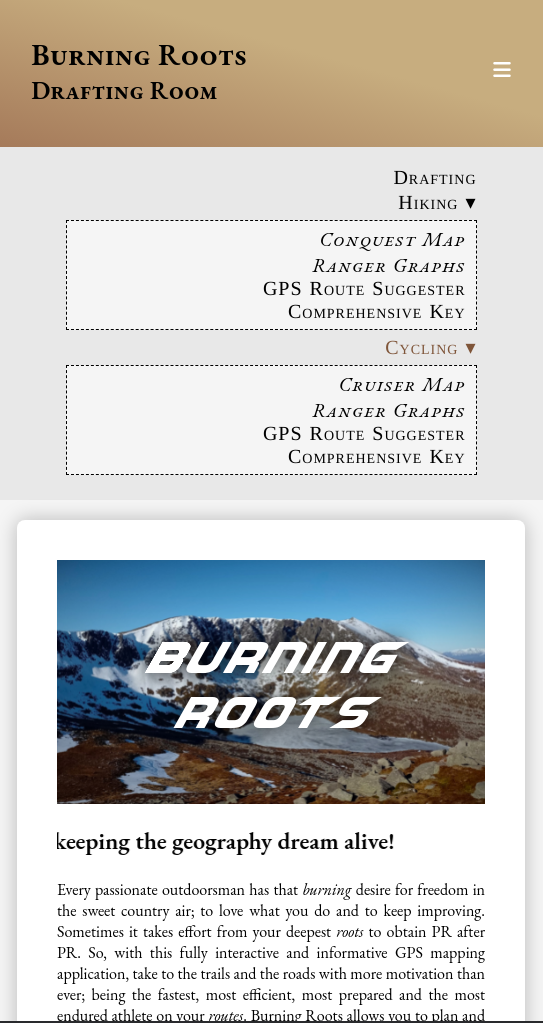 Burning Roots
Drafting Room
Drafting
Hiking ▾
Conquest Map
Ranger Graphs
GPS Route Suggester
Comprehensive Key
Cycling ▾
Cruiser Map
Ranger Graphs
GPS Route Suggester
Comprehensive Key
BURNING
ROOTS
keeping the geography dream alive!
Every passionate outdoorsman has that burning desire for freedom in
the sweet country air; to love what you do and to keep improving.
Sometimes it takes effort from your deepest roots to obtain PR after
PR. So, with this fully interactive and informative GPS mapping
application, take to the trails and the roads with more motivation than
ever; being the fastest, most efficient, most prepared and the most
endured athlete on your routes. Burning Roots allows you to plan and